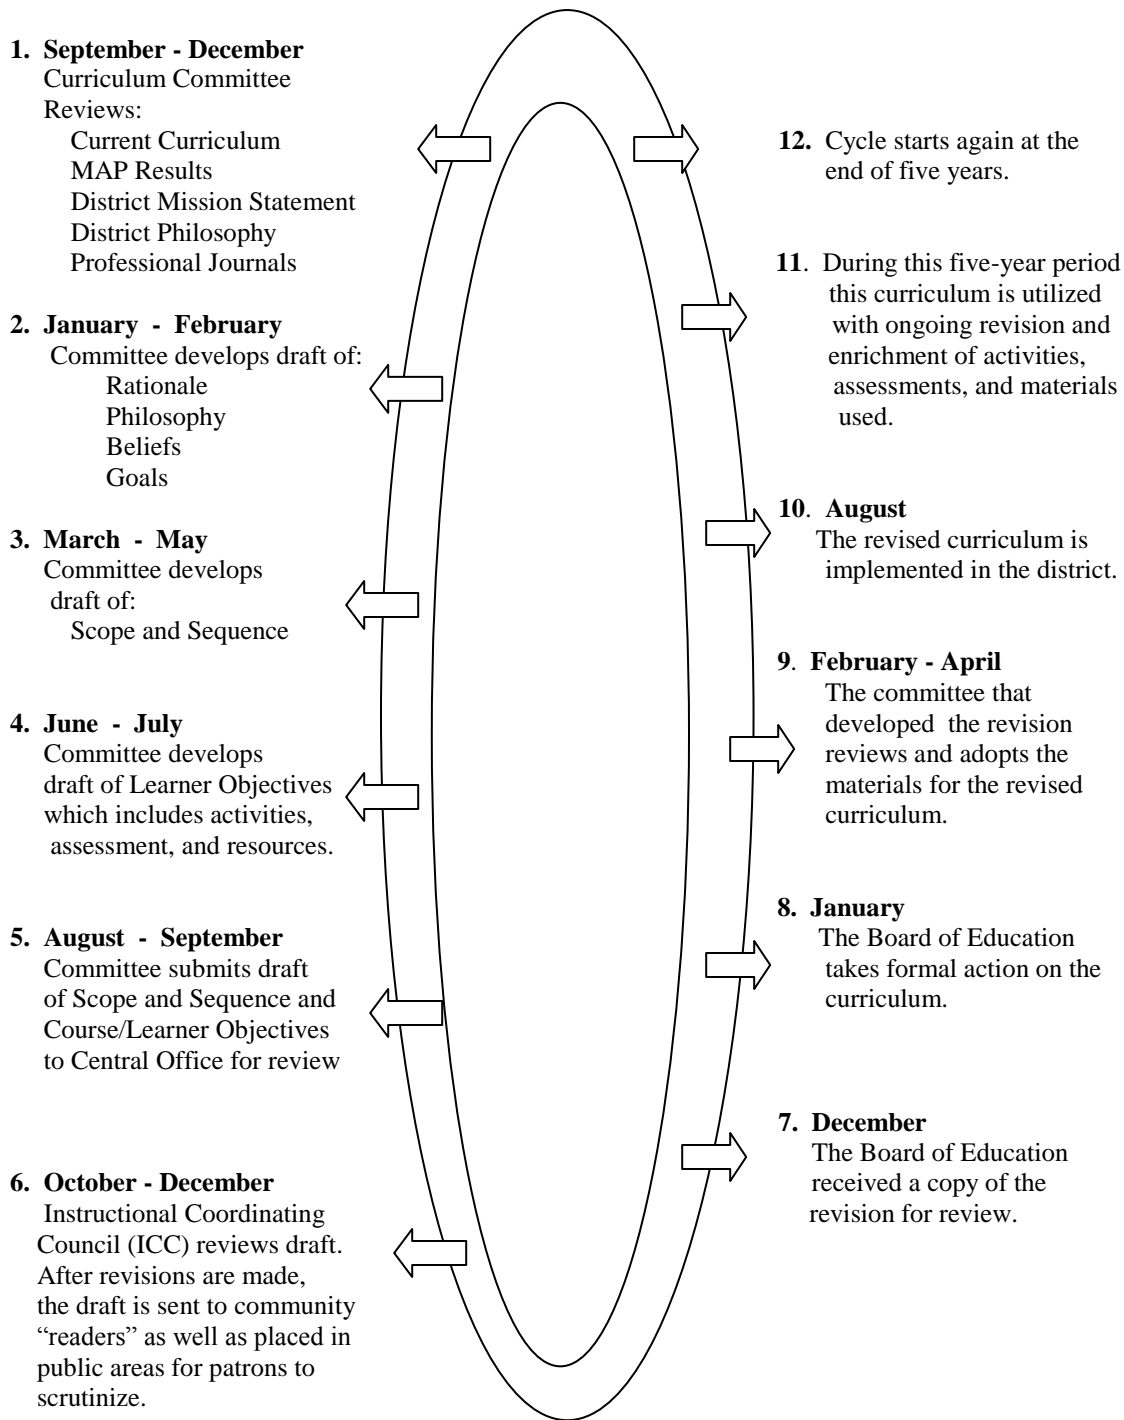 1. September - December
Curriculum Committee
Reviews:
Current Curriculum
MAP Results
District Mission Statement
District Philosophy
Professional Journals
2. January - February
Committee develops draft of:
Rationale
Philosophy
Beliefs
Goals
3. March - May
Committee develops
draft of:
Scope and Sequence
4. June - July
Committee develops
draft of Learner Objectives
which includes activities,
assessment, and resources.
5. August - September
Committee submits draft
of Scope and Sequence and
Course/Learner Objectives
to Central Office for review
6. October - December
Instructional Coordinating
Council (ICC) reviews draft.
After revisions are made,
the draft is sent to community
“readers” as well as placed in
public areas for patrons to
scrutinize.
12. Cycle starts again at the
end of five years.
11. During this five-year period
this curriculum is utilized
with ongoing revision and
enrichment of activities,
assessments, and materials
used.
10. August
The revised curriculum is
implemented in the district.
9. February - April
The committee that
developed the revision
reviews and adopts the
materials for the revised
curriculum.
8. January
The Board of Education
takes formal action on the
curriculum.
7. December
The Board of Education
received a copy of the
revision for review.